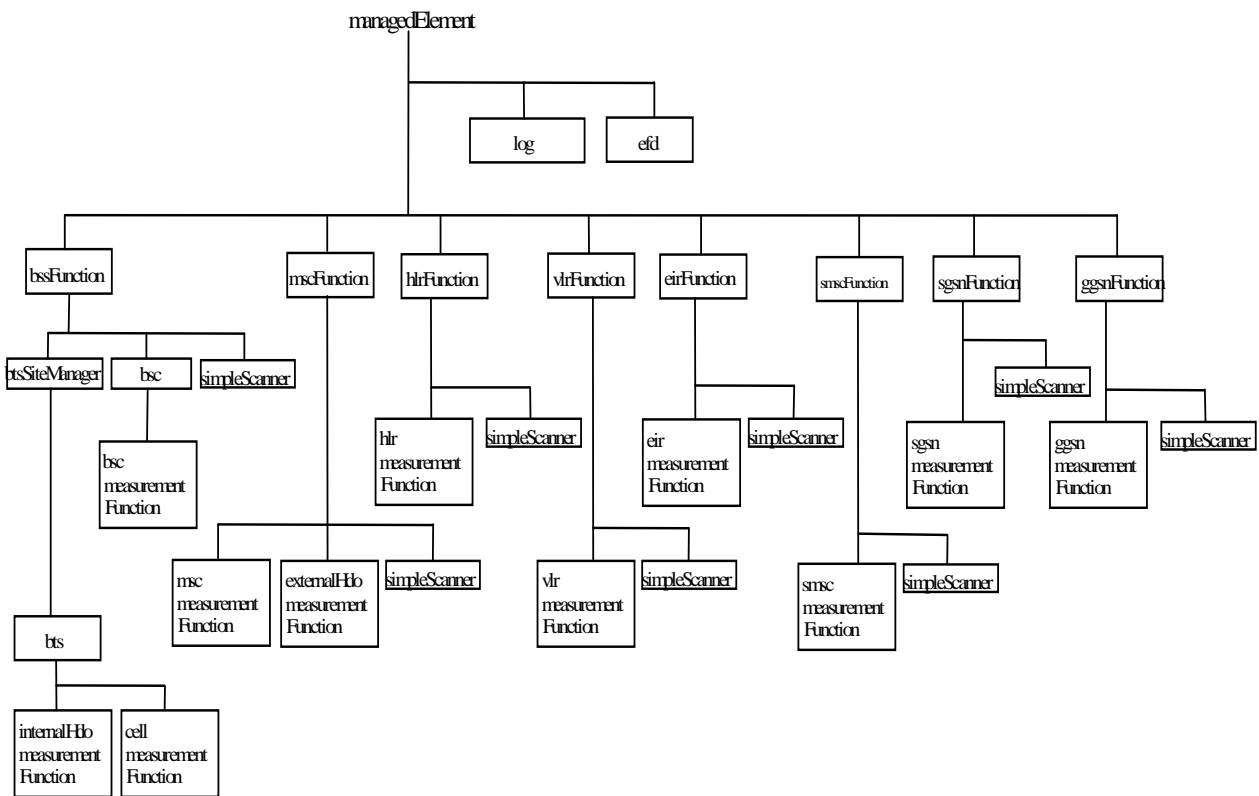 managedElement
log
efd
bssFunction
mscFunction
hlrFunction
vlrFunction
eirFunction
smscFunction
sgsnFunction
ggsnFunction
btsSiteManager
bsc
simpleScanner
simpleScanner
bsc
measurement
Function
hlr
measurement
Function
simpleScanner
eir
measurement
Function
simpleScanner
sgsn
measurement
Function
ggsn
measurement
Function
simpleScanner
msc
measurement
Function
externalHdo
measurement
Function
simpleScanner
vlr
measurement
Function
simpleScanner
smsc
measurement
Function
simpleScanner
bts
internalHdo
measurement
Function
cell
measurement
Function